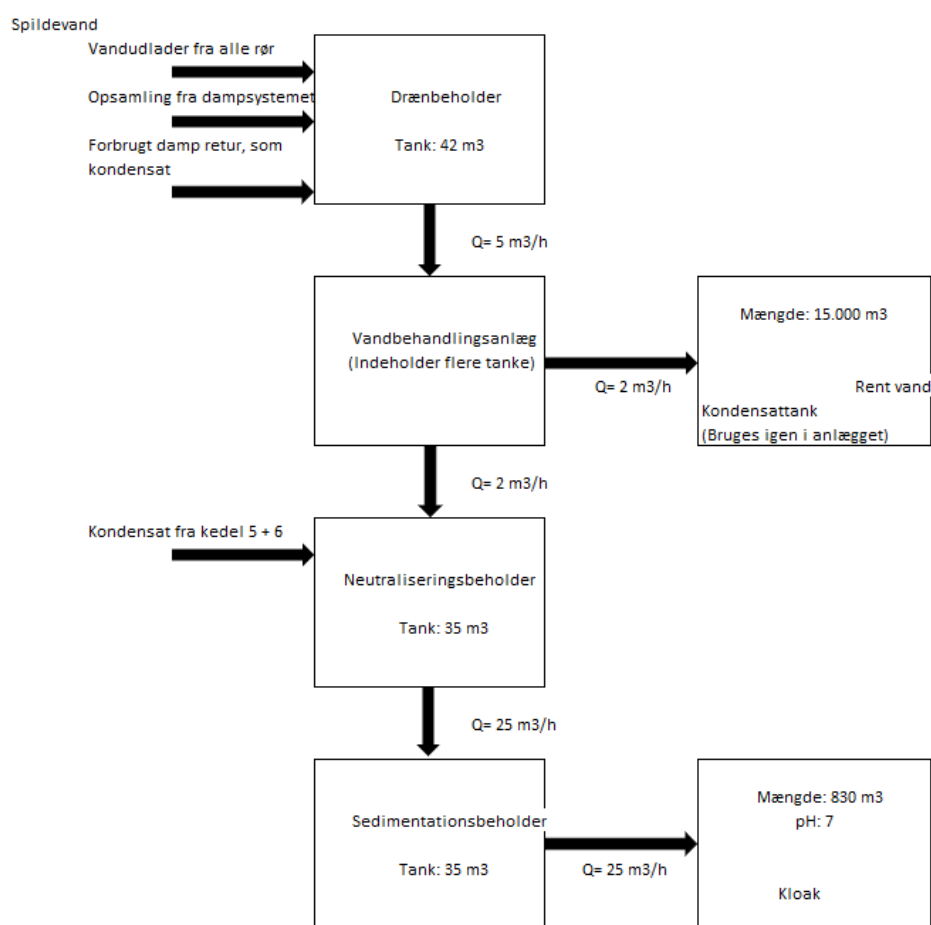 Spildevand
Vandudlader fra alle rør
Opsamling fra dampsystemet
Forbrugt damp retur, som
kondensat
Drænbeholder
Tank: 42 m3
Q= 5 m3/h
Vandbehandlingsanlæg
(Indeholder flere tanke)
Q= 2 m3/h
Mængde: 15.000 m3
Rent vand
Kondensattank
(Bruges igen i anlægget)
Q= 2 m3/h
Kondensat fra kedel 5 + 6
Neutraliseringsbeholder
Tank: 35 m3
Q= 25 m3/h
Sedimentationsbeholder
Tank: 35 m3
Q= 25 m3/h
Mængde: 830 m3
pH: 7
Kloak